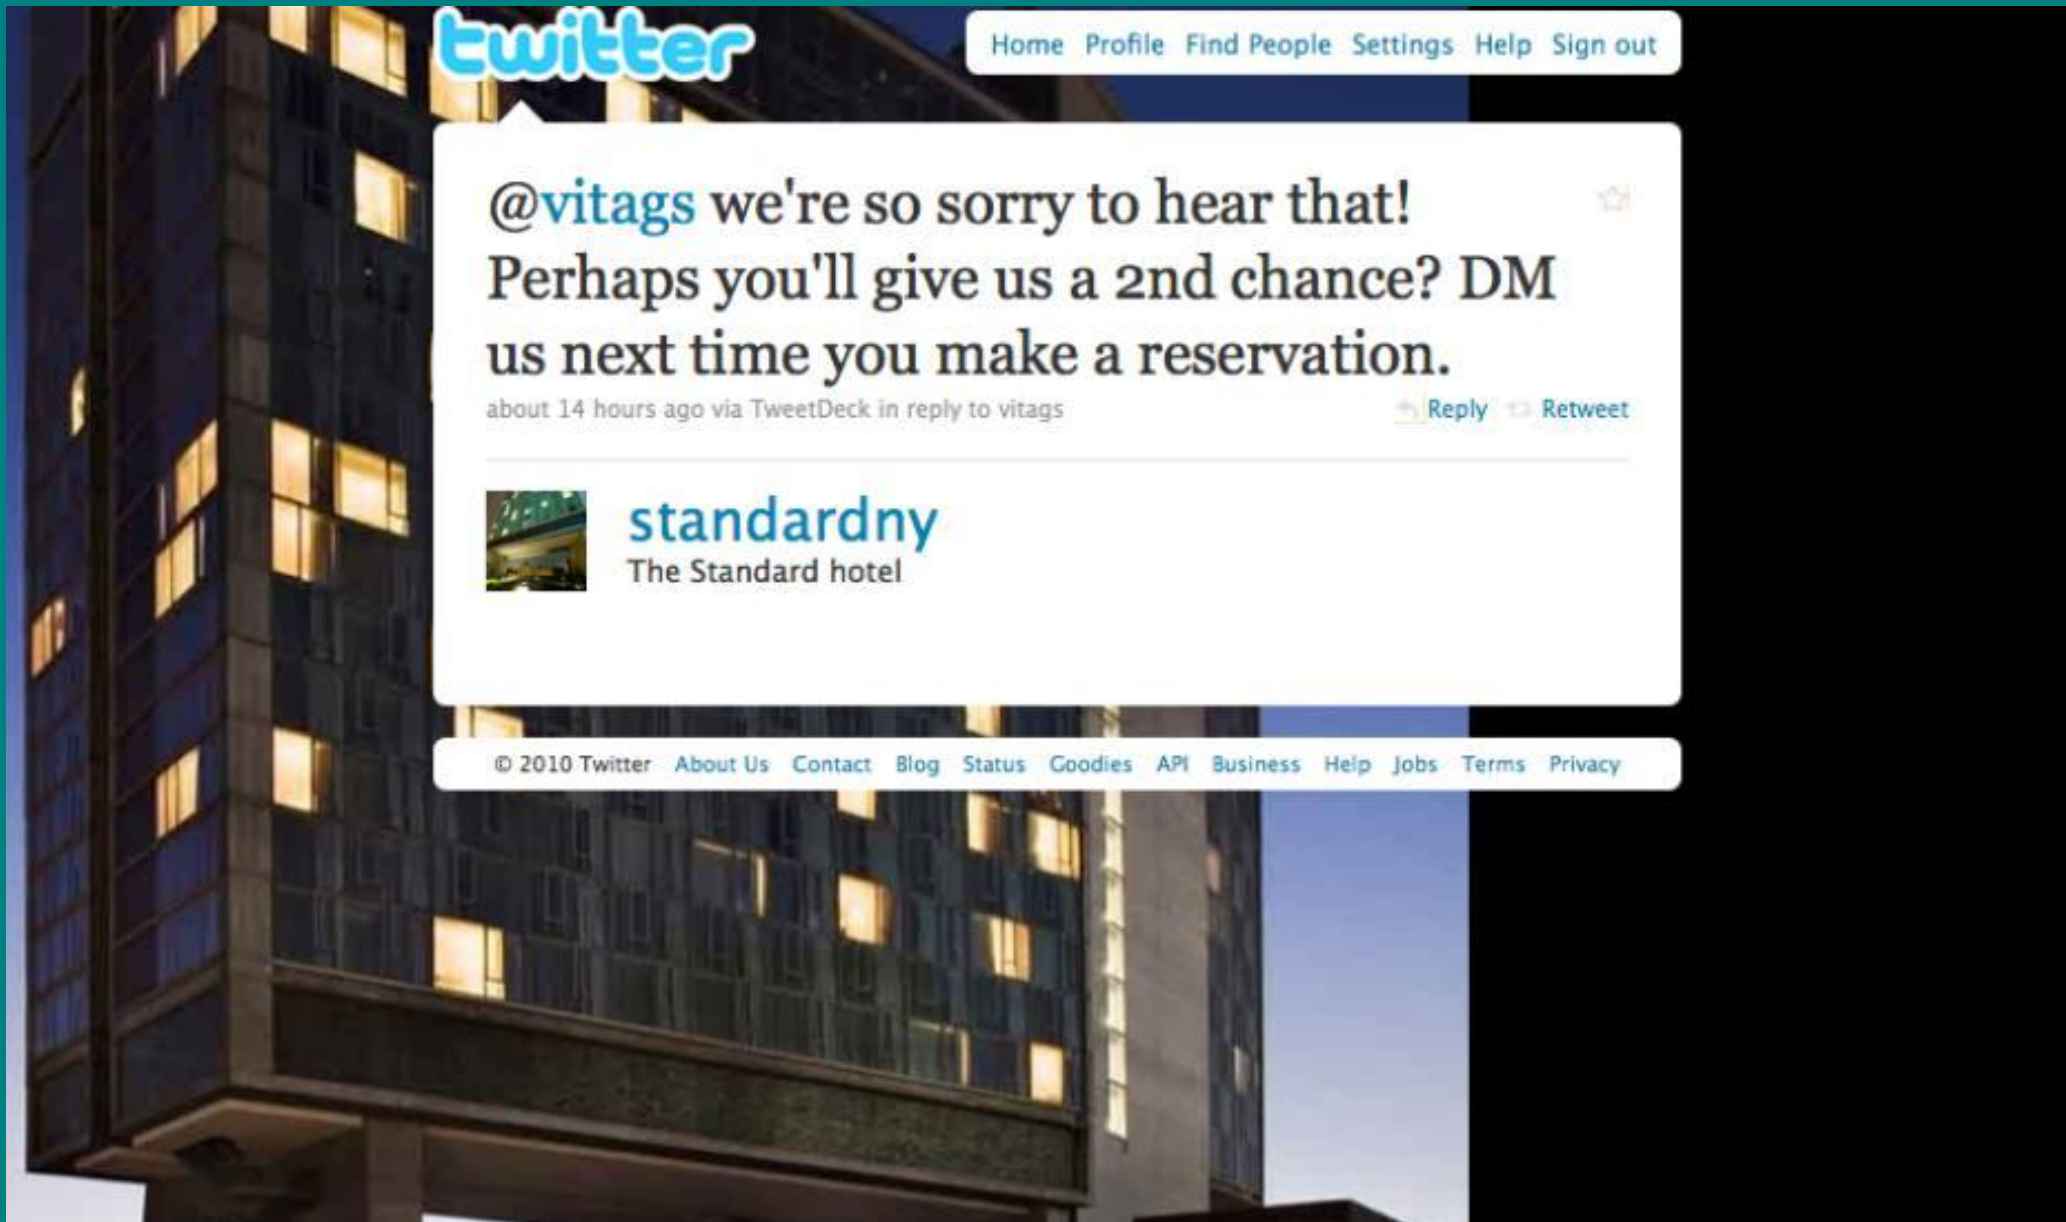 twitter
Home Profile Find People Settings Help Sign out
@vitags we're so sorry to hear that!
Perhaps you'll give us a 2nd chance? DM
us next time you make a reservation.
about 14 hours ago via TweetDeck in reply to vitags Reply Retweet
standardny
The Standard hotel
© 2010 Twitter About Us Contact Blog Status Goodies API Business Help Jobs Terms Privacy